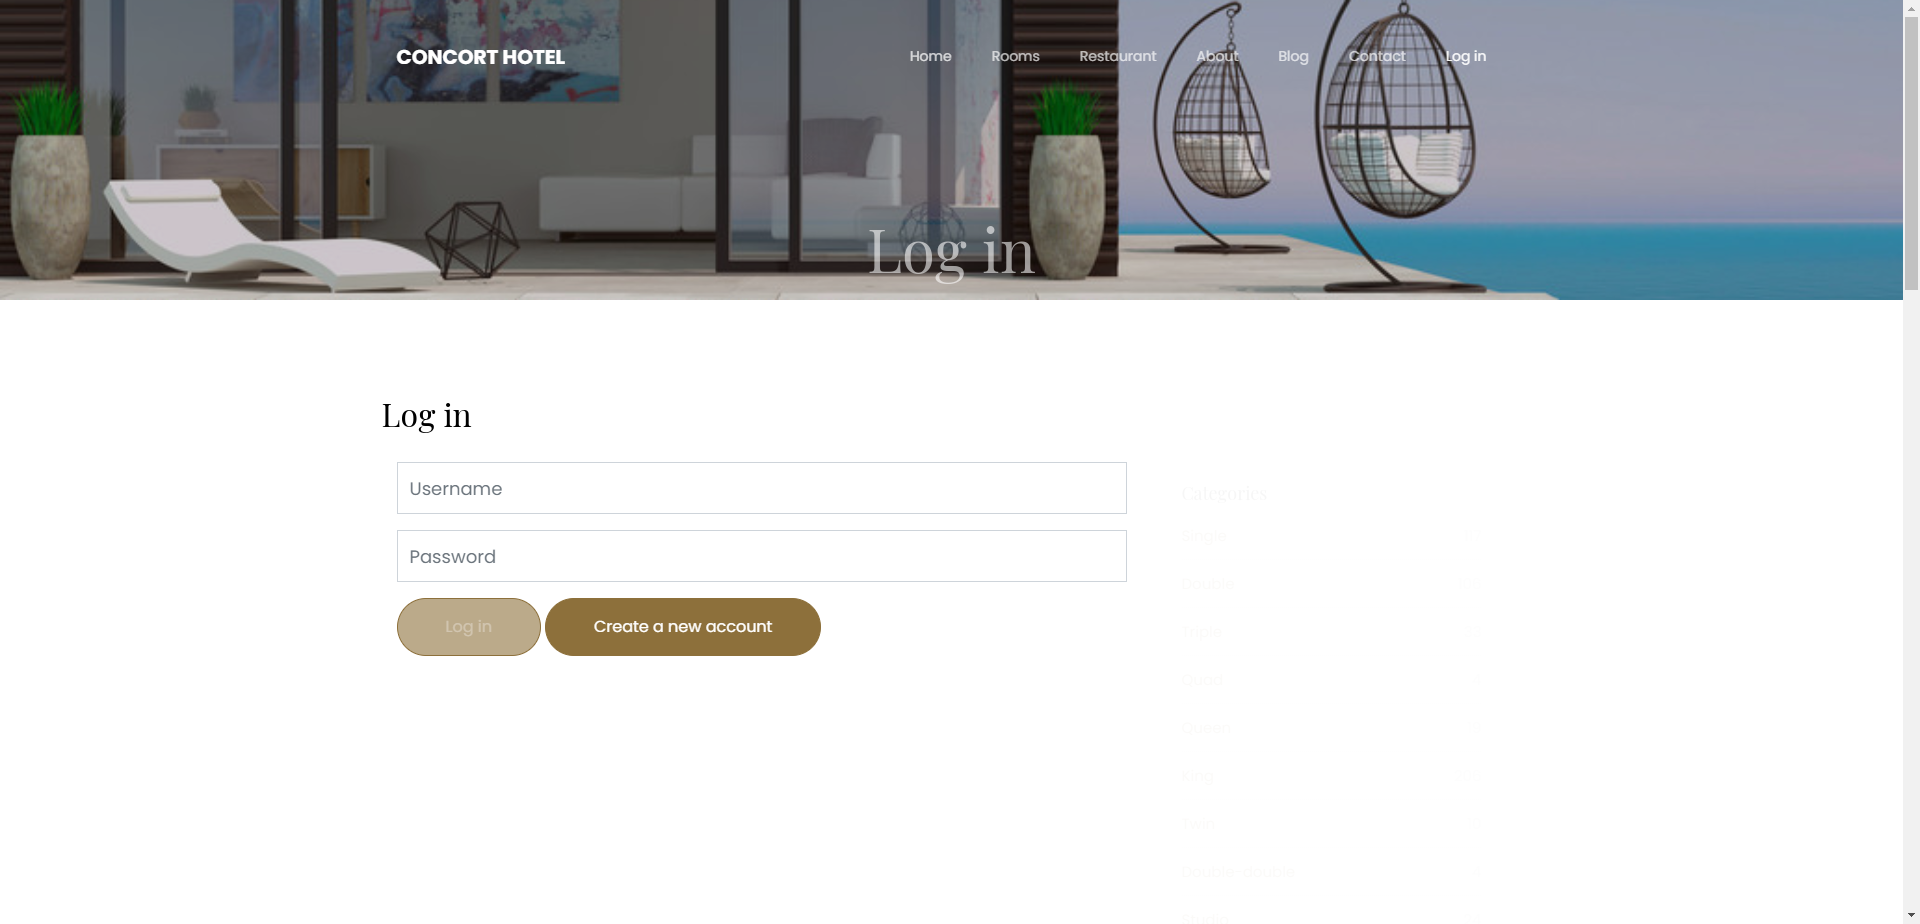 CONCORT HOTEL
Home Rooms Restaurant About Blog Contact Log in
Log in
Log in
Username
Categories
Single
Double
Password
Triple
Log in Create a new account
Quad
Queen
King
Twin
Double-double
Studio